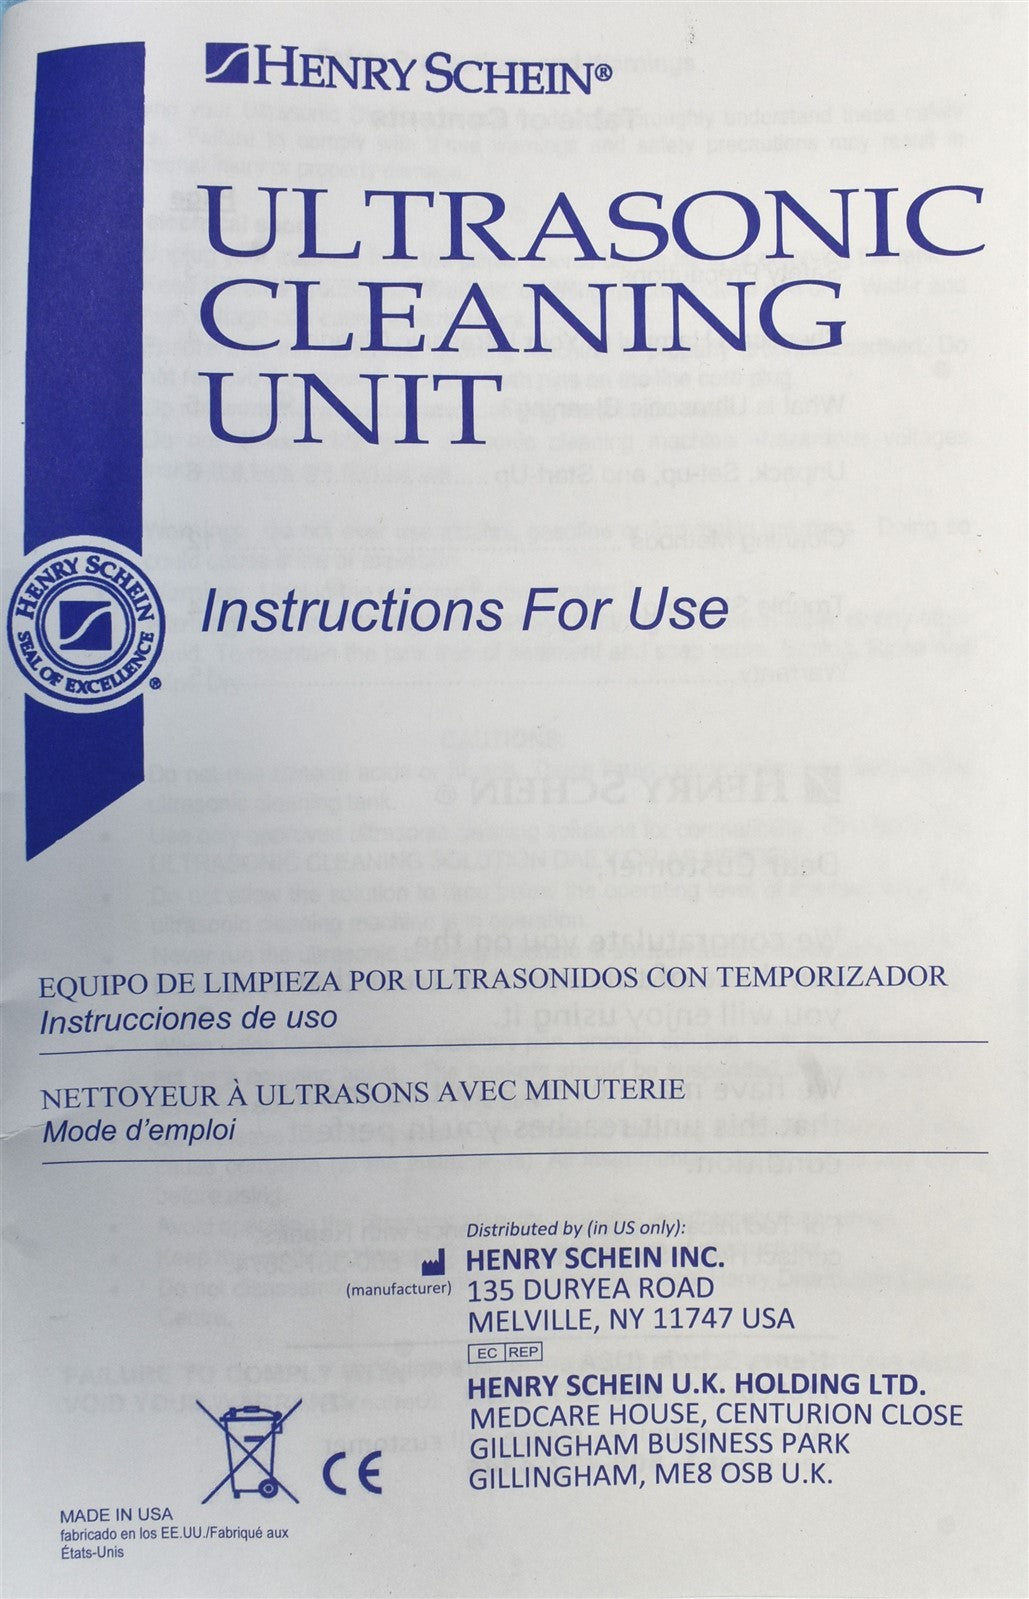 HENRY SCHEIN®
ULTRASONIC
CLEANING
UNIT
HENRY SCHEIN
SEAL OF EXCELLENCE
®
Instructions For Use
EQUIPO DE LIMPIEZA POR ULTRASONIDOS CON TEMPORIZADOR
Instrucciones de uso
NETTOYEUR À ULTRASONS AVEC MINUTERIE
Mode d'emploi
Distributed by (in US only):
HENRY SCHEIN INC.
(manufacturer) 135 DURYEA ROAD
MELVILLE, NY 11747 USA
EC REP
HENRY SCHEIN U.K. HOLDING LTD.
MEDCARE HOUSE, CENTURION CLOSE
GILLINGHAM BUSINESS PARK
GILLINGHAM, ME8 OSB U.K.
CE
MADE IN USA
fabricado en los EE.UU./Fabriqué aux
États-Unis